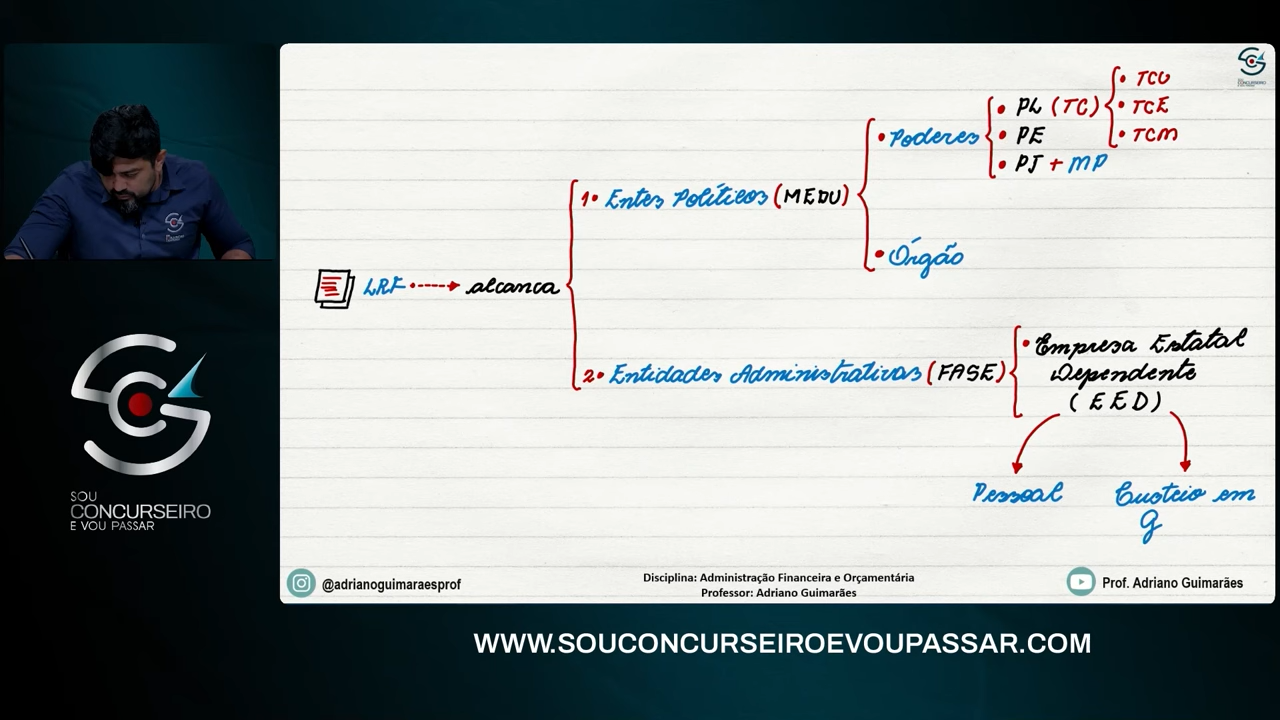 • TCU
• PL (TC) • TCE
• Poderes • PE • TCM
• PJ + MP
1• Entes Políticos (MEDU)
• Órgão
LRF alcança
• Empresa Estatal
2• Entidades Administrativas (FASE) Dependente
(EED)
Pessoal Custeio em
g
SOU
CONCURSEIRO
E VOU PASSAR
@adrianoguimaraesprof
Disciplina: Administração Financeira e Orçamentária
Professor: Adriano Guimarães
Prof. Adriano Guimarães
WWW.SOUCONCURSEIROEVOUPASSAR.COM